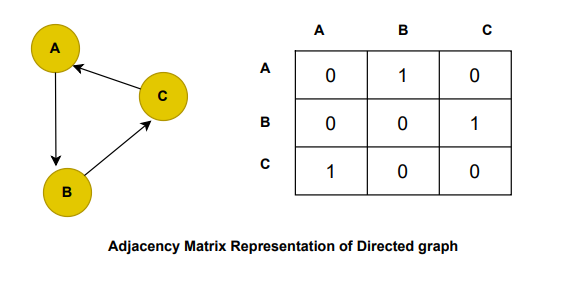 A
B
C
A B C
A 0 1 0
B 0 0 1
C 1 0 0
Adjacency Matrix Representation of Directed graph